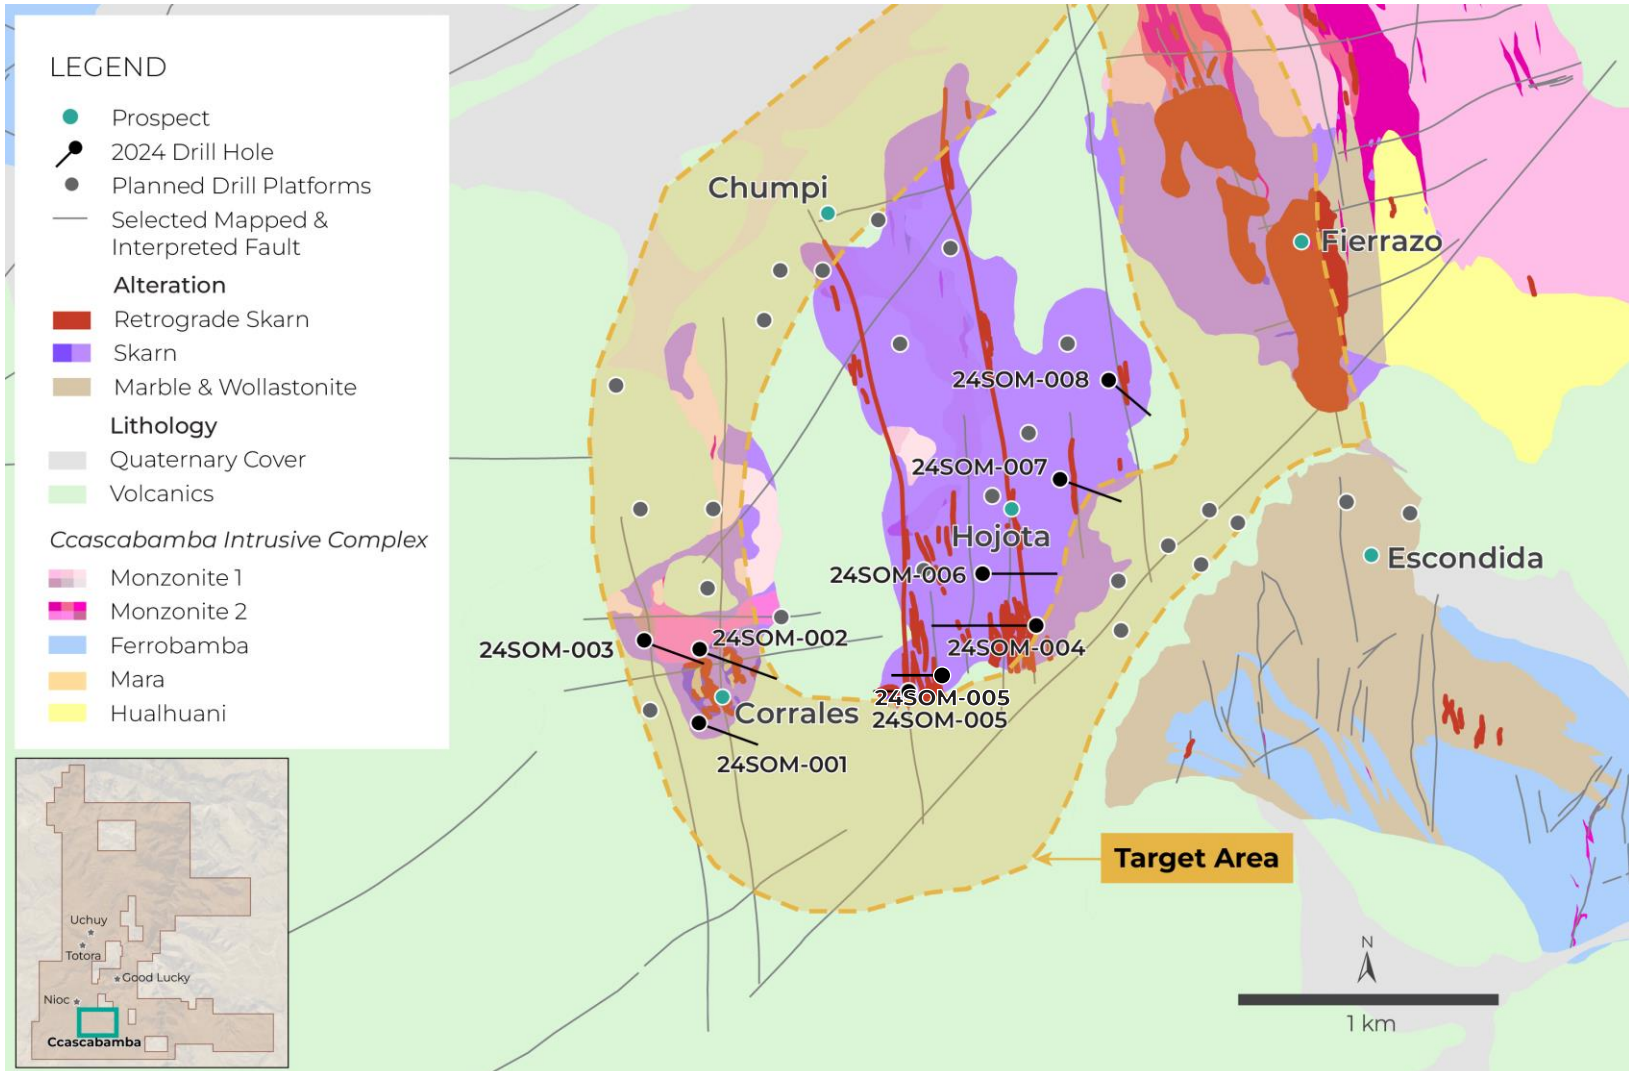 LEGEND
Prospect
2024 Drill Hole
Planned Drill Platforms
Selected Mapped &
Interpreted Fault
Alteration
Retrograde Skarn
Skarn
Marble & Wollastonite
Lithology
Quaternary Cover
Volcanics
Ccascabamba Intrusive Complex
Monzonite 1
Monzonite 2
Ferrobamba
Mara
Hualhuani
Uchuy
Totora
Good Lucky
Nioc
Ccascabamba
Chumpi
Fierrazo
24SOM-008
24SOM-007
Hojota
Escondida
24SOM-006
24SOM-002
24SOM-003
24SOM-004
24SOM-005
Corrales
24SOM-005
24SOM-001
Target Area
N
1 km